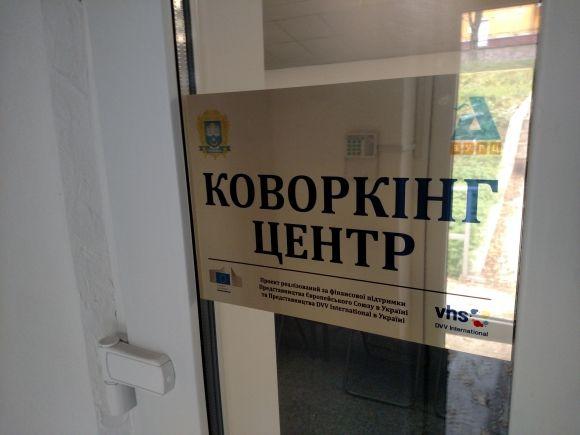 КОВОРКІНГ
ЦЕНТР
Проект реалізований за фінансової підтримки
Представництва Європейського Союзу в Україні
та Представництва DVV International в Україні
vhs
DVV International